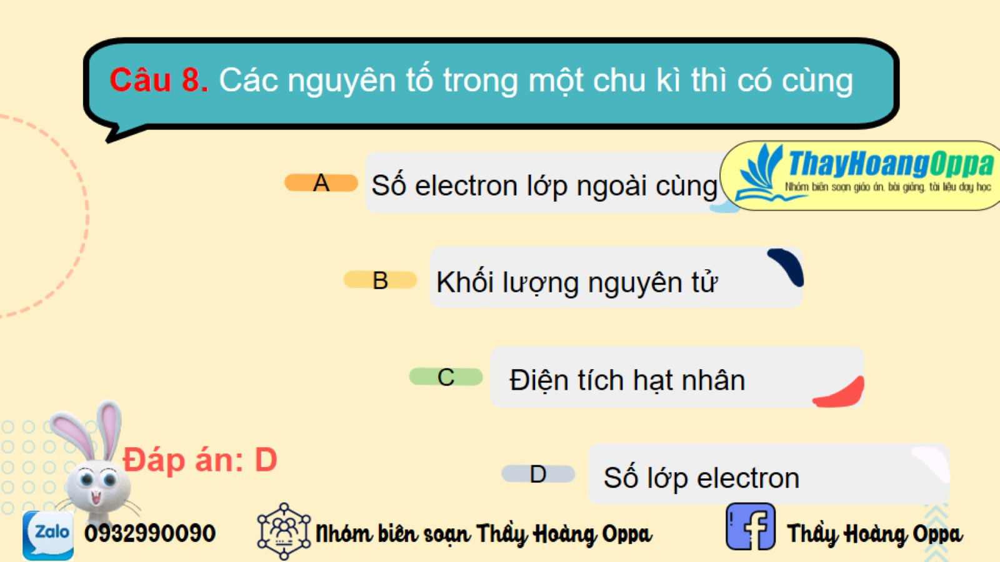 Câu 8. Các nguyên tố trong một chu kì thì có cùng
ThayHoangOppa
Nhóm biên soạn giáo án, bài giảng, tài liệu dạy học
A
Số electron lớp ngoài cùng
B
Khối lượng nguyên tử
C
Điện tích hạt nhân
Đáp án: D
D
Số lớp electron
Zalo
0932990090
Nhóm biên soạn Thầy Hoàng Oppa
Thầy Hoàng Oppa